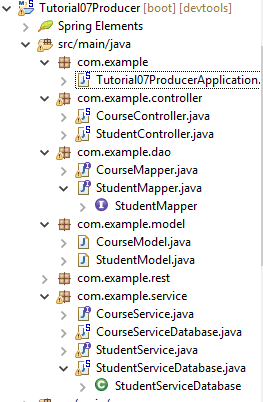 Tutorial07Producer [boot] [devtools]
Spring Elements
src/main/java
com.example
Tutorial07ProducerApplication.
com.example.controller
CourseController.java
StudentController.java
com.example.dao
CourseMapper.java
StudentMapper.java
StudentMapper
com.example.model
CourseModel.java
StudentModel.java
com.example.rest
com.example.service
CourseService.java
CourseServiceDatabase.java
StudentService.java
StudentServiceDatabase.java
StudentServiceDatabase